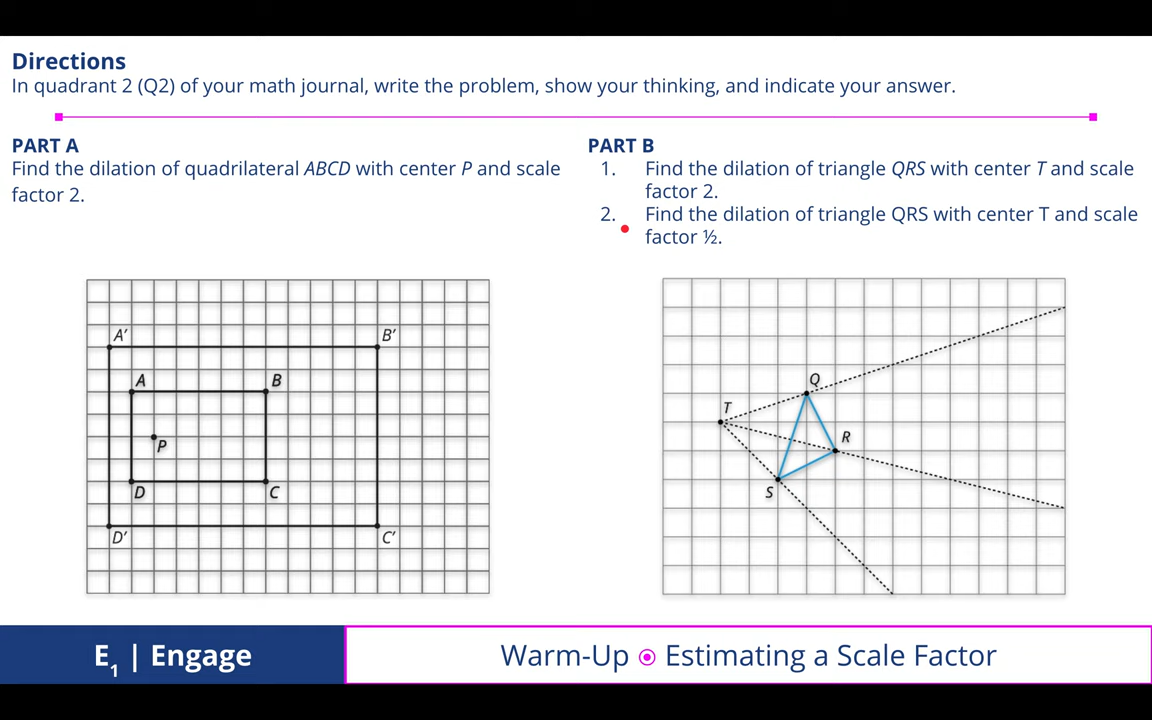 Directions
In quadrant 2 (Q2) of your math journal, write the problem, show your thinking, and indicate your answer.
PART A
Find the dilation of quadrilateral ABCD with center P and scale
factor 2.
PART B
1. Find the dilation of triangle QRS with center T and scale
factor 2.
2. Find the dilation of triangle QRS with center T and scale
factor ½.
A′ B′
A B
P
D C
D′ C′
Q
T
R
S
E1 | Engage
Warm-Up ⦿ Estimating a Scale Factor